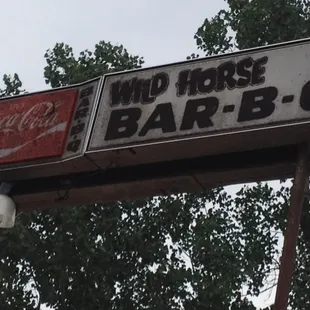 Coca-Cola
WILD HORSE
BAR-B-